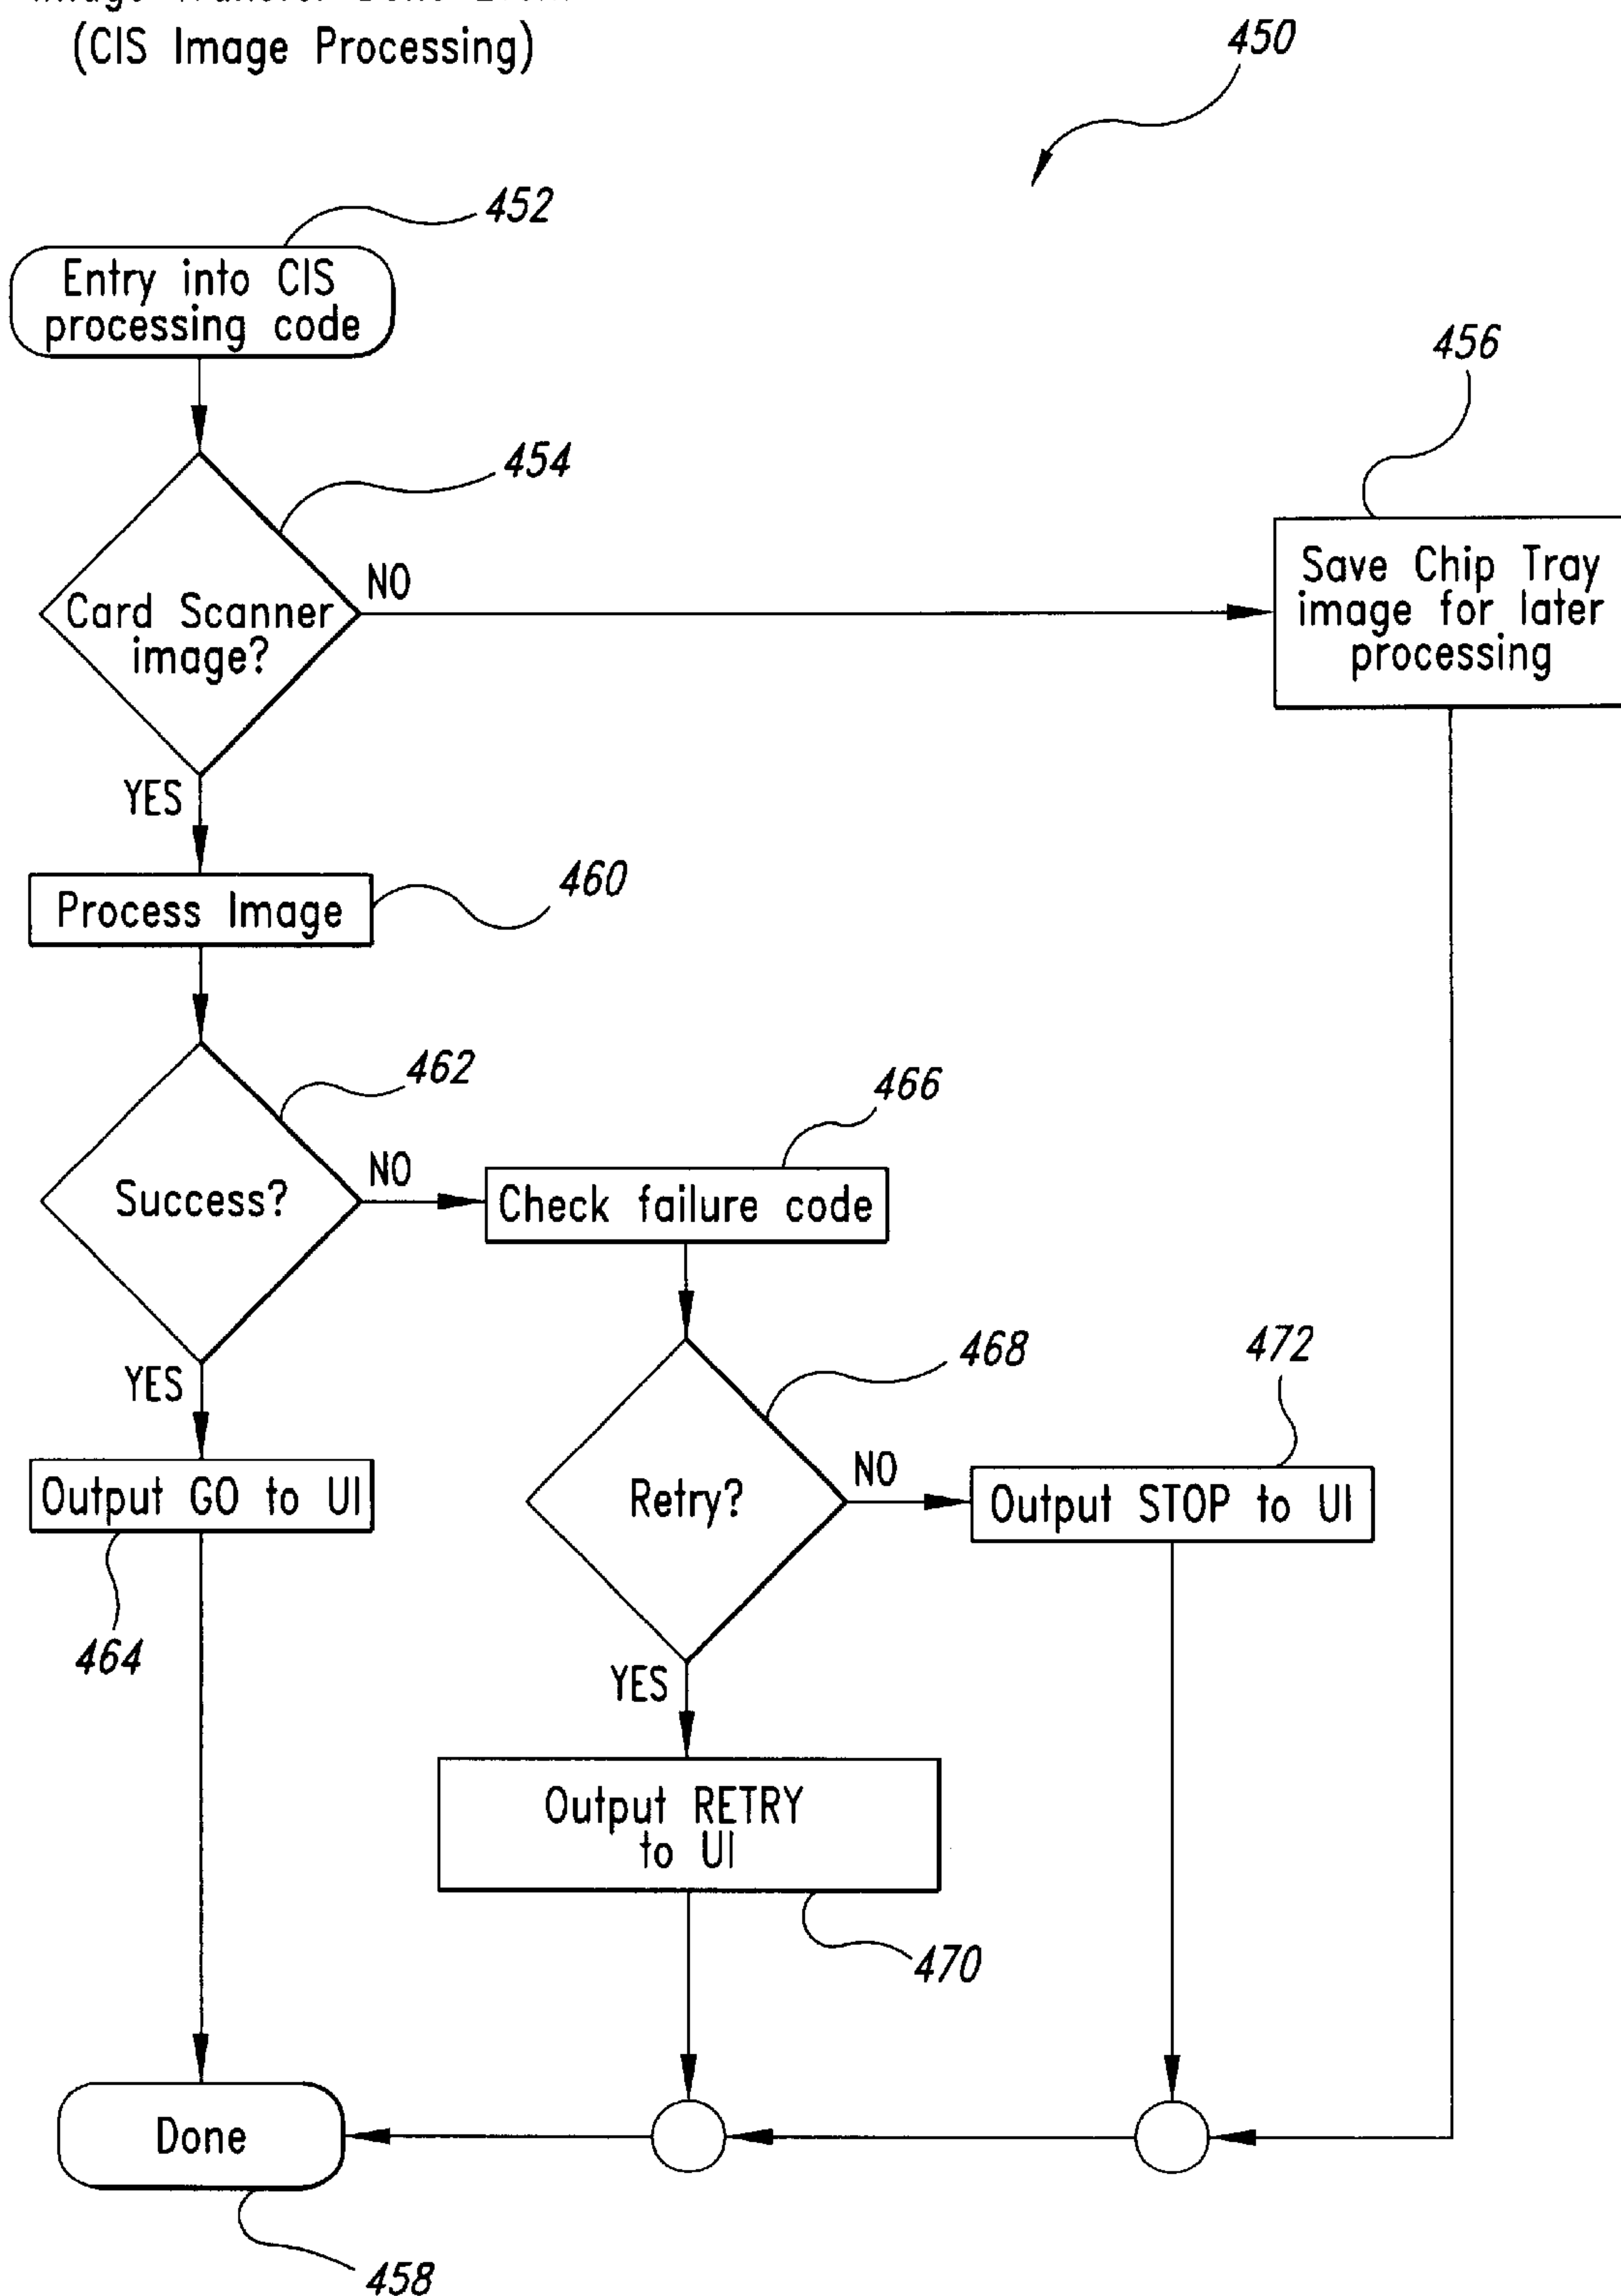 (CIS Image Processing)
450
452
Entry into CIS
processing code
454
456
Card Scanner
image?
NO
Save Chip Tray
image for later
processing
YES
460
Process Image
462
466
Success?
NO
Check failure code
468
472
YES
Output GO to UI
Retry?
NO
Output STOP to UI
464
YES
Output RETRY
to UI
470
Done
458